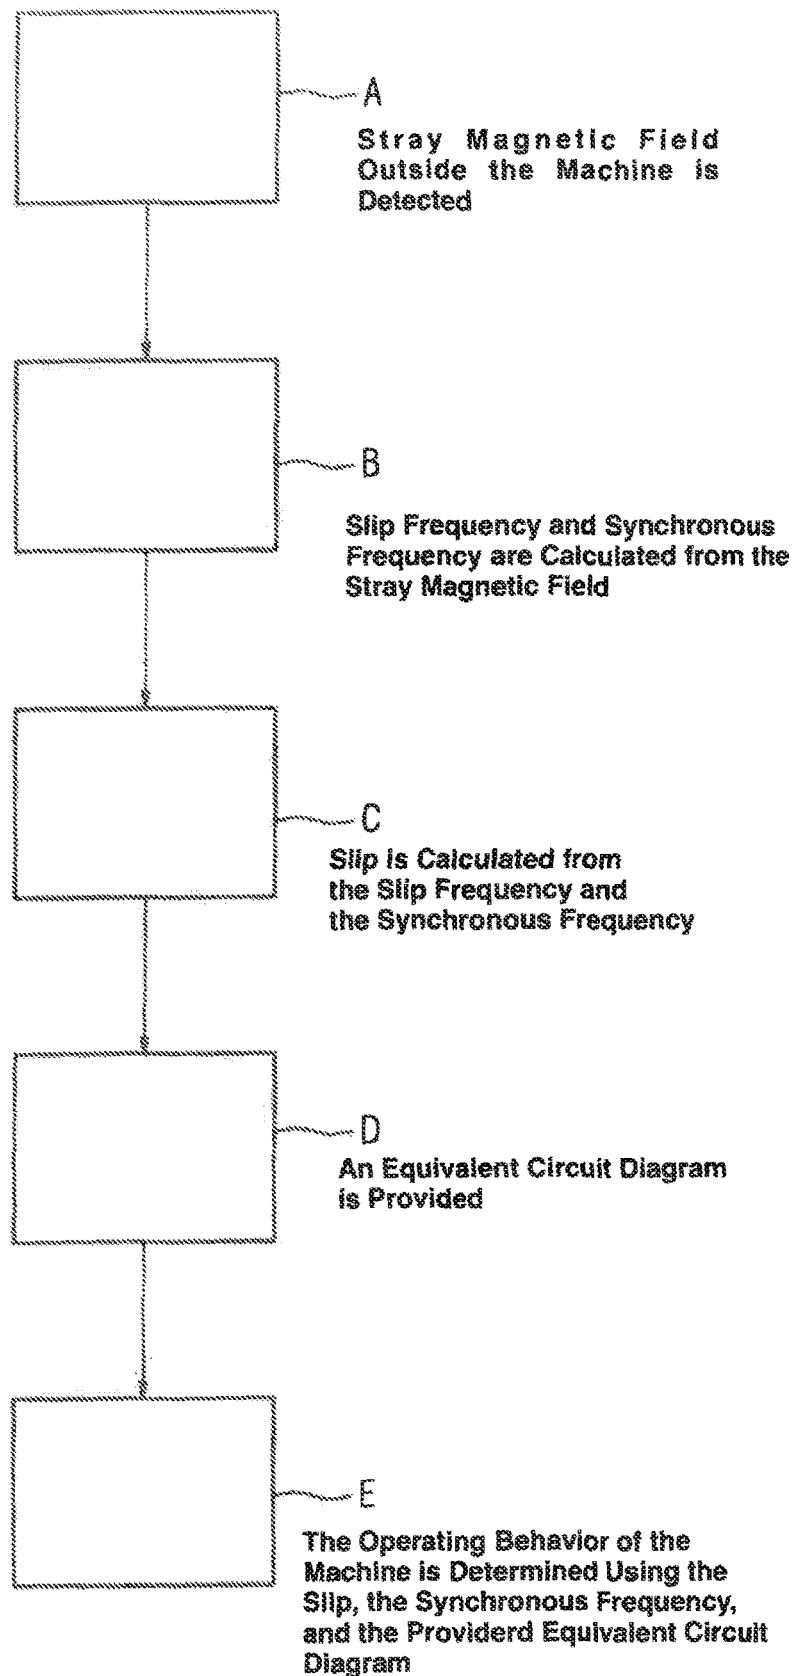 A
Stray Magnetic Field
Outside the Machine is
Detected
B
Slip Frequency and Synchronous
Frequency are Calculated from the
Stray Magnetic Field
C
Slip is Calculated from
the Slip Frequency and
the Synchronous Frequency
D
An Equivalent Circuit Diagram
is Provided
E
The Operating Behavior of the
Machine is Determined Using the
Slip, the Synchronous Frequency,
and the Providerd Equivalent Circuit
Diagram